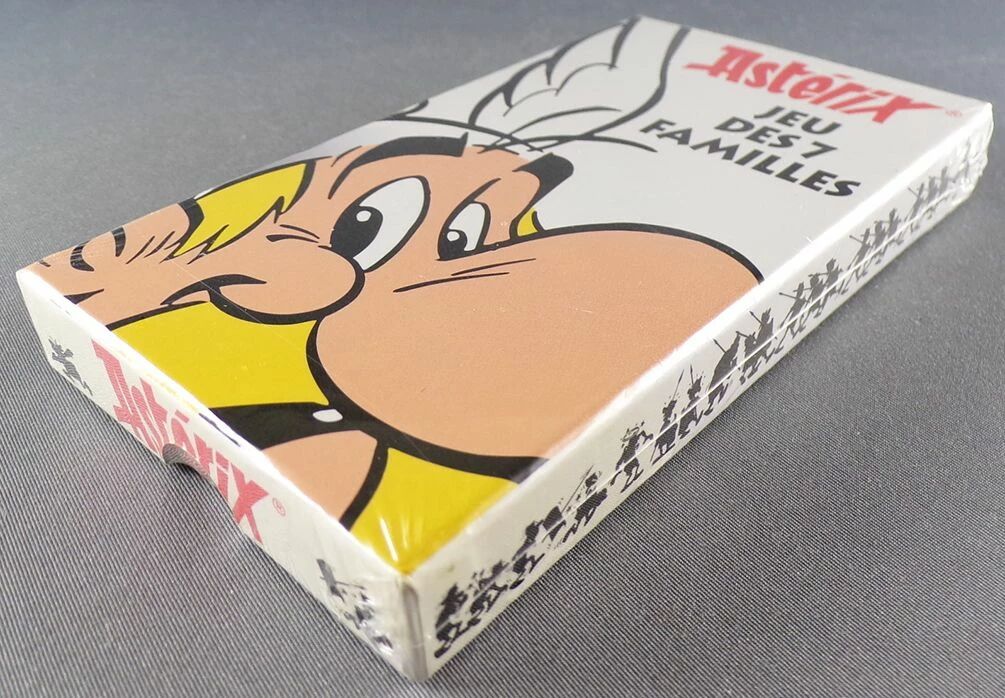 Astérix ®
JEU
DES 7
FAMILLES
Astérix ®